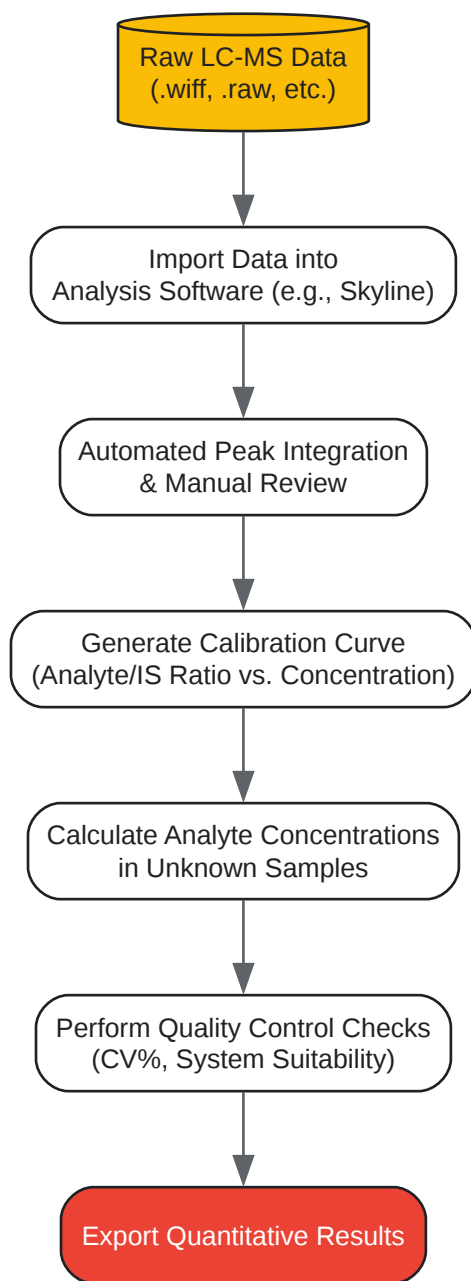 Raw LC-MS Data
(.wiff, .raw, etc.)
Import Data into
Analysis Software (e.g., Skyline)
Automated Peak Integration
& Manual Review
Generate Calibration Curve
(Analyte/IS Ratio vs. Concentration)
Calculate Analyte Concentrations
in Unknown Samples
Perform Quality Control Checks
(CV%, System Suitability)
Export Quantitative Results